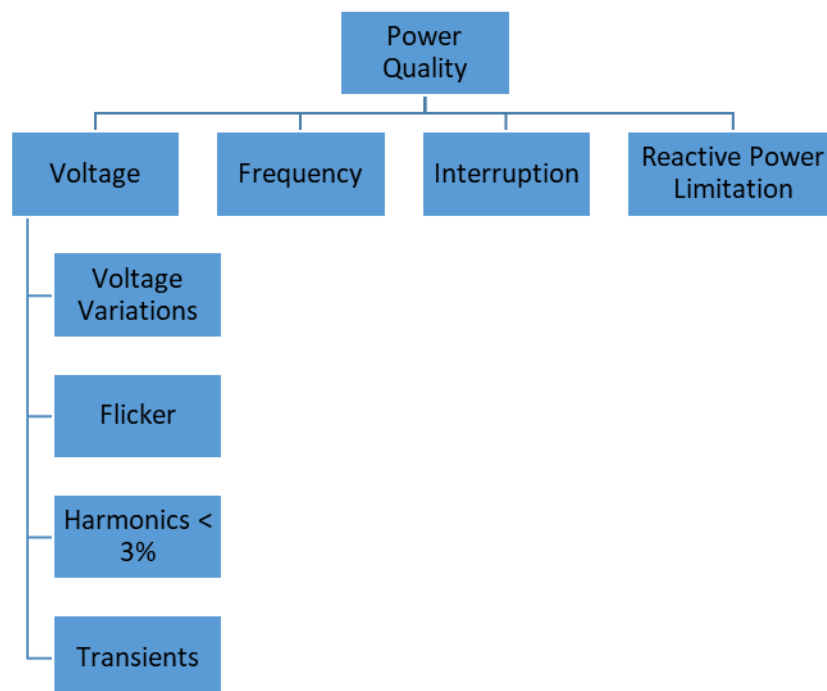 Power
Quality
Voltage
Frequency
Interruption
Reactive Power
Limitation
Voltage
Variations
Flicker
Harmonics <
3%
Transients